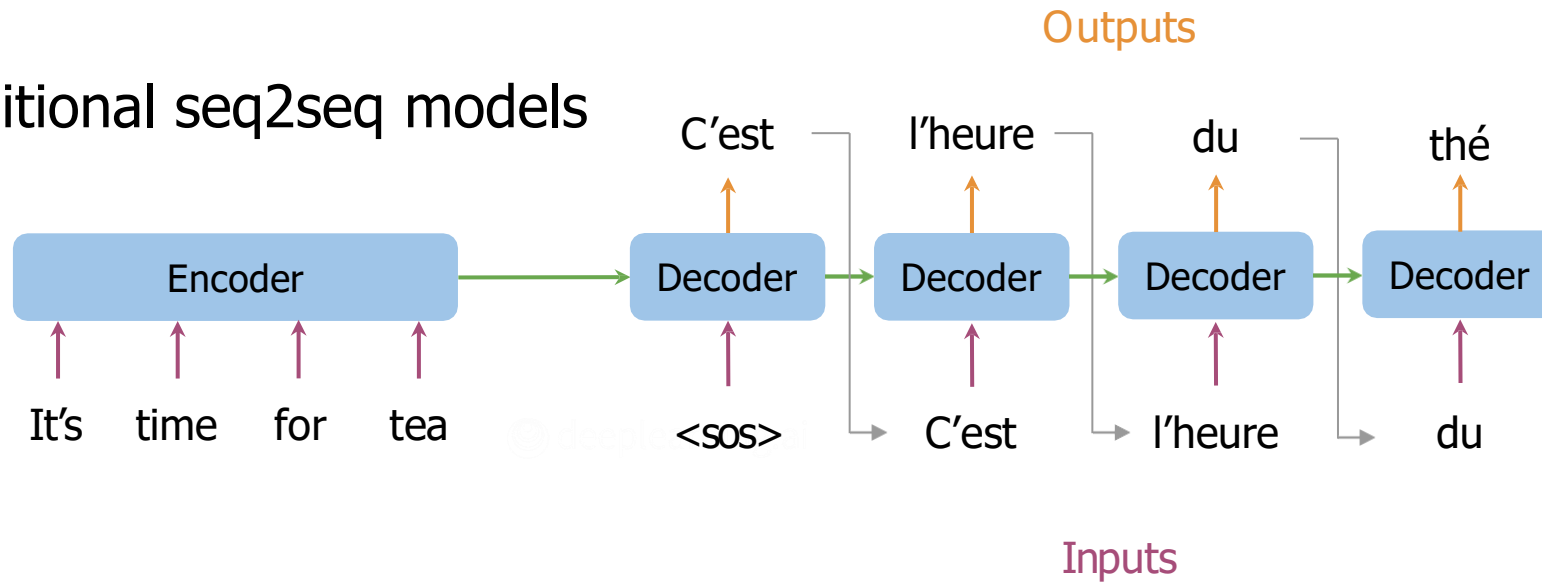 Outputs
itional seq2seq models
C’est l’heure du thé
Encoder Decoder Decoder Decoder Decoder
It’s time for tea <sos> C’est l’heure du
Inputs